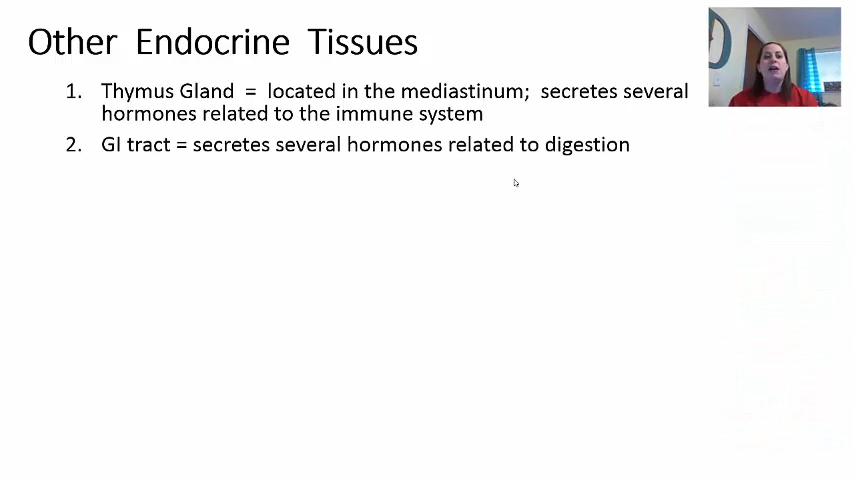 Other Endocrine Tissues
1. Thymus Gland = located in the mediastinum; secretes several
hormones related to the immune system
2. GI tract = secretes several hormones related to digestion